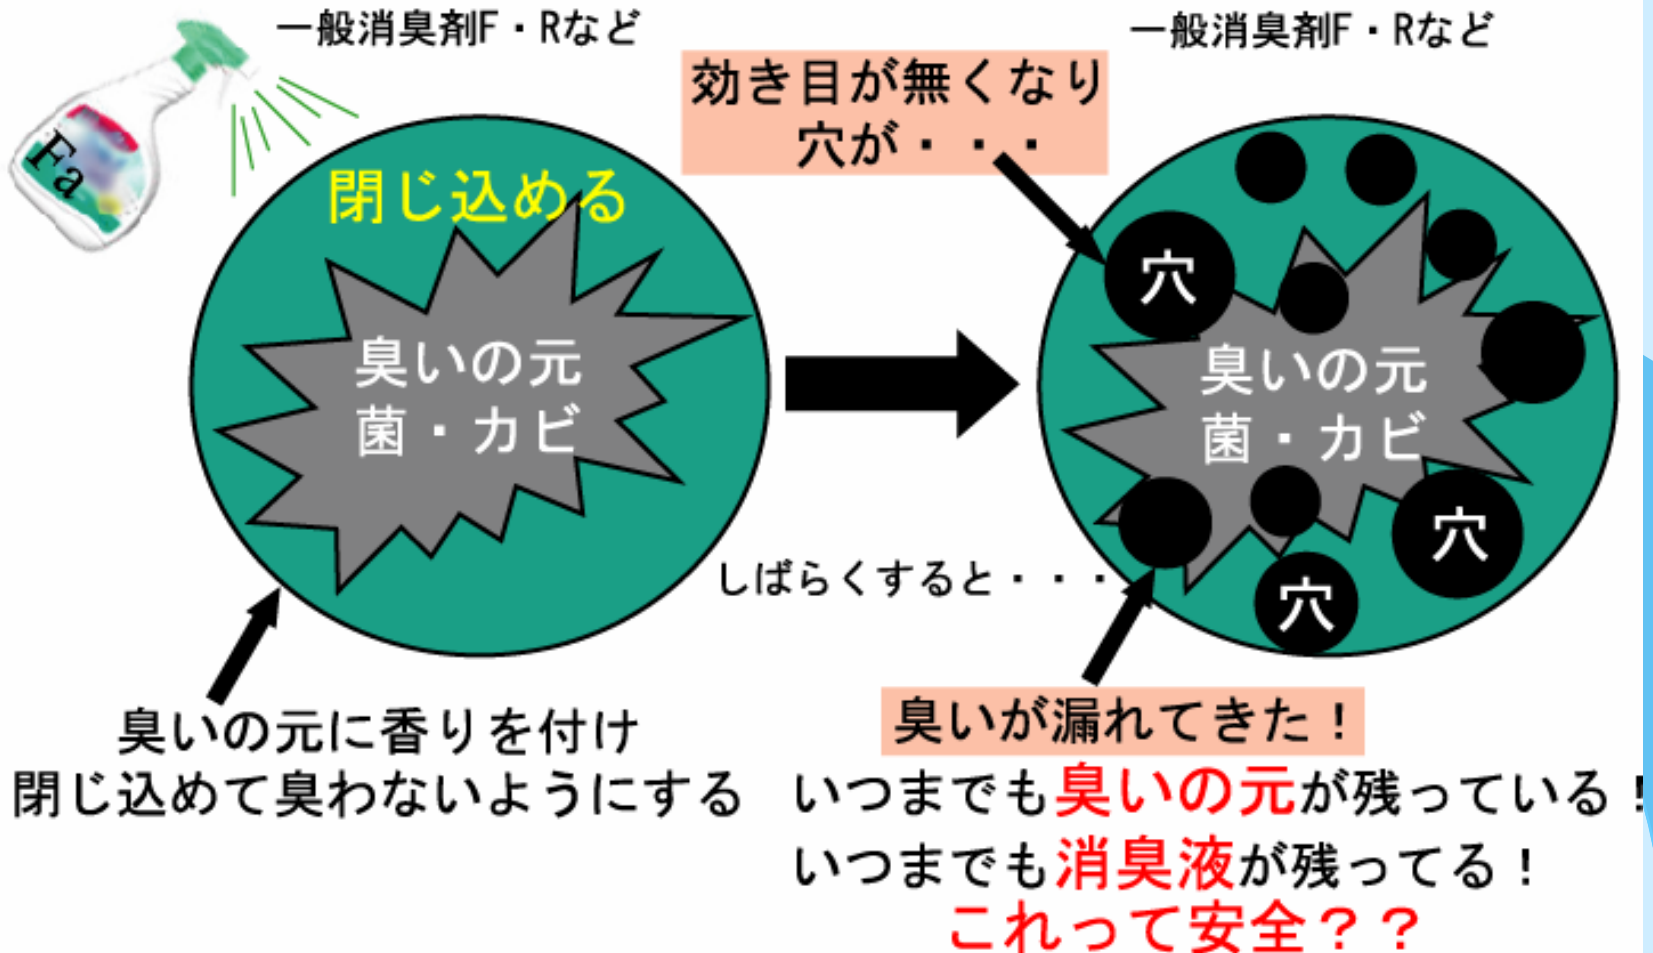 一般消臭剤F・Rなど
Fa
閉じ込める
臭いの元
菌・カビ
臭いの元に香りを付け
閉じ込めて臭わないようにする
しばらくすると・・・
一般消臭剤F・Rなど
効き目が無くなり
穴が・・・
穴
臭いの元
菌・カビ
穴
穴
臭いが漏れてきた！
いつまでも臭いの元が残っている！
いつまでも消臭液が残ってる！
これって安全？？